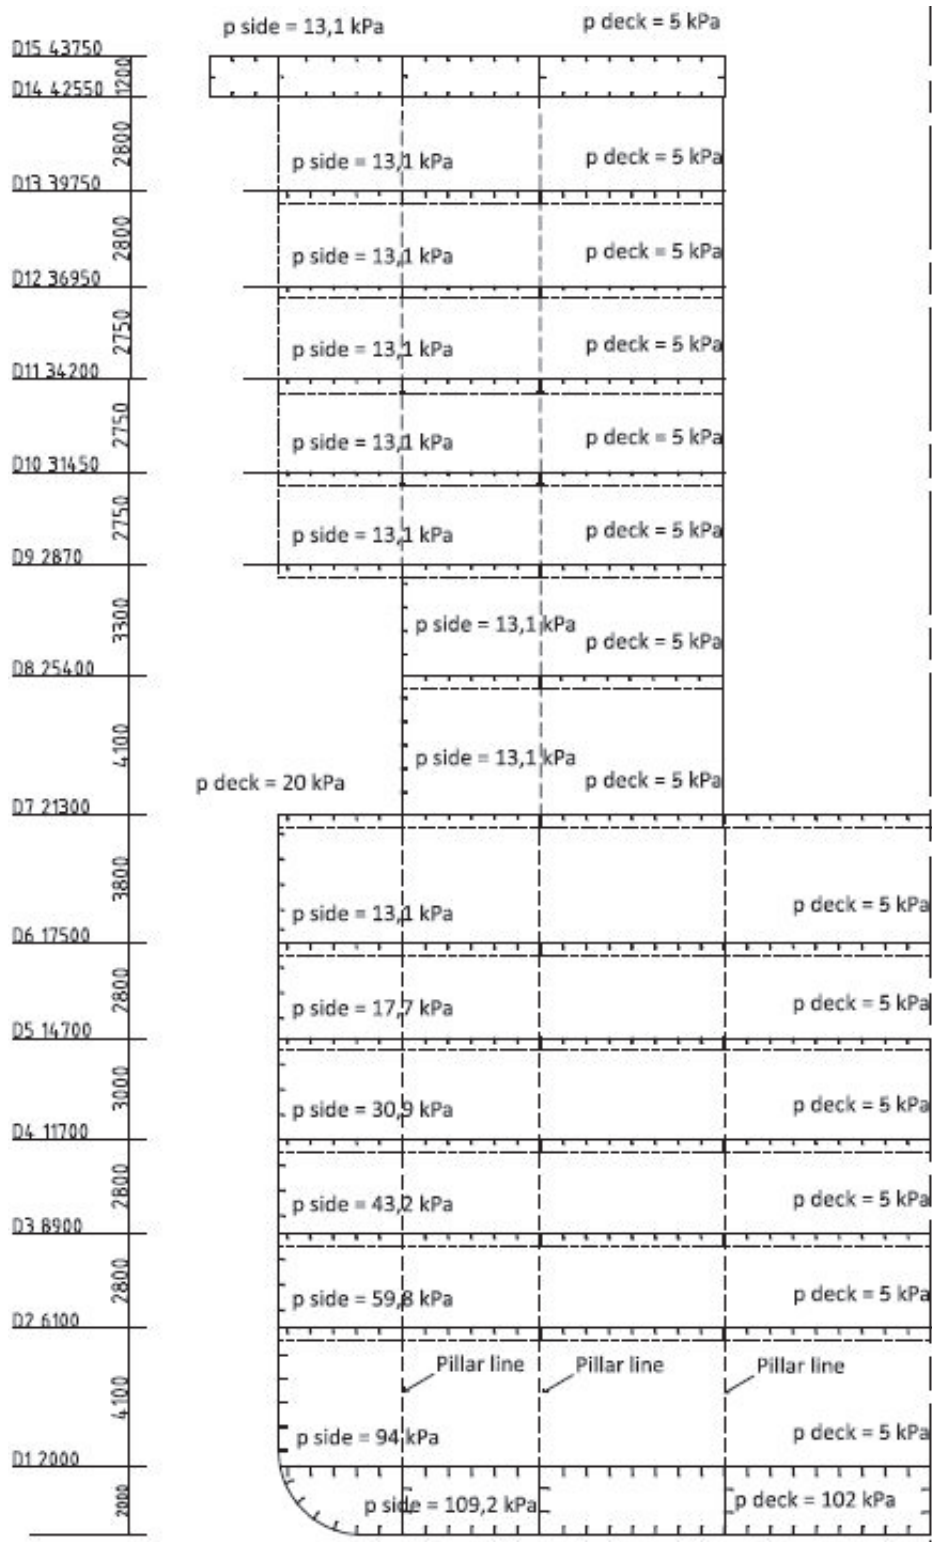 p side = 13,1 kPa p deck = 5 kPa
D15 43750
1200
D14 42550
2800
p side = 13,1 kPa p deck = 5 kPa
D13 39750
2800
p side = 13,1 kPa p deck = 5 kPa
D12 36950
2750
p side = 13,1 kPa p deck = 5 kPa
D11 34200
2750
p side = 13,1 kPa p deck = 5 kPa
D10 31450
2750
p side = 13,1 kPa p deck = 5 kPa
D9 2870
3300
p side = 13,1 kPa p deck = 5 kPa
D8 25400
4100
p side = 13,1 kPa p deck = 5 kPa
p deck = 20 kPa
D7 21300
3800
p side = 13,1 kPa p deck = 5 kPa
D6 17500
2800
p side = 17,7 kPa p deck = 5 kPa
D5 14700
3000
p side = 30,9 kPa p deck = 5 kPa
D4 11700
2800
p side = 43,2 kPa p deck = 5 kPa
D3 8900
2800
p side = 59,8 kPa p deck = 5 kPa
D2 6100
Pillar line Pillar line Pillar line
4100
p side = 94 kPa p deck = 5 kPa
D1 2000
2000
p side = 109,2 kPa p deck = 102 kPa